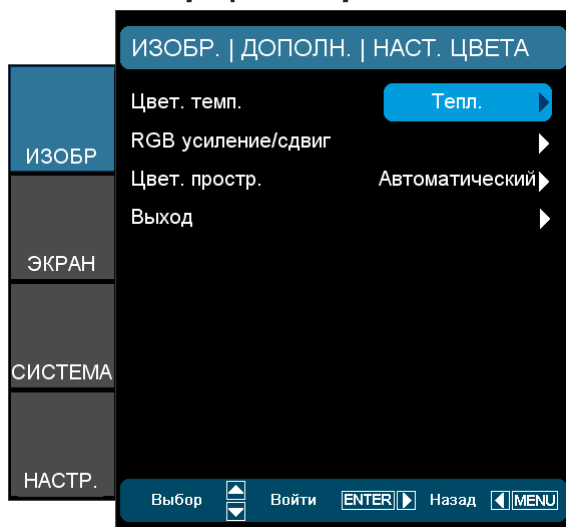 ИЗОБР. | ДОПОЛН. | НАСТ. ЦВЕТА
ИЗОБР
ЭКРАН
СИСТЕМА
НАСТР.
Цвет. темп. Тепл.
RGB усиление/сдвиг
Цвет. простр. Автоматический
Выход
Выбор Войти ENTER Назад MENU